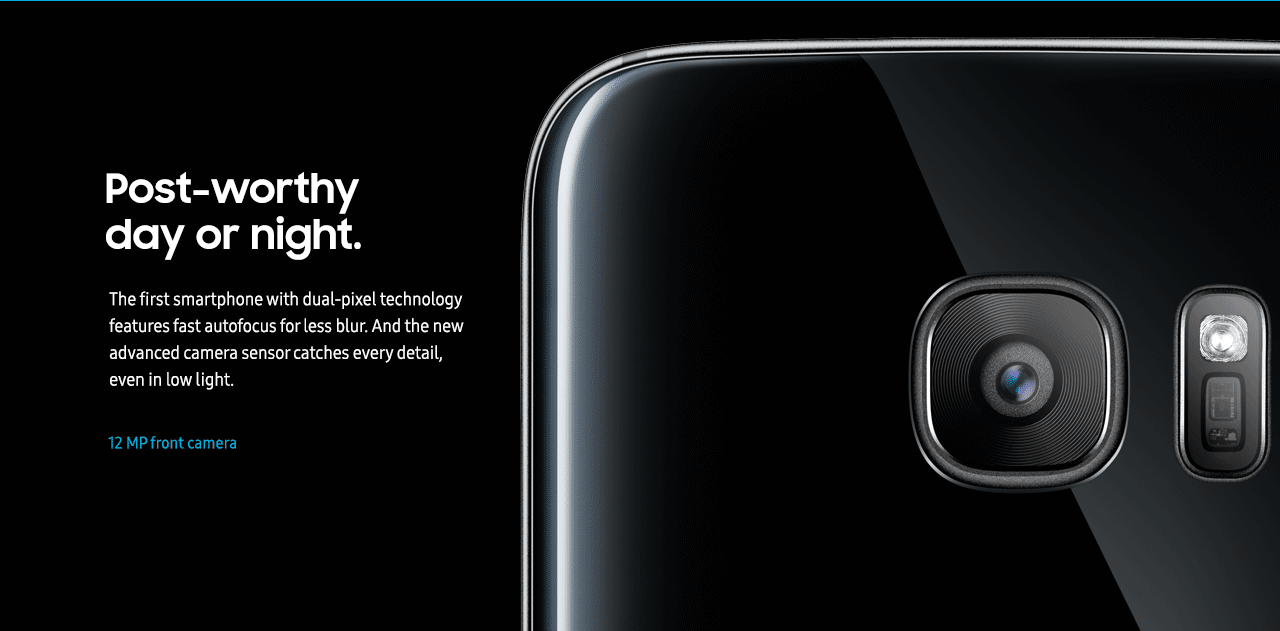 Post-worthy
day or night.
The first smartphone with dual-pixel technology
features fast autofocus for less blur. And the new
advanced camera sensor catches every detail,
even in low light.
12 MP front camera